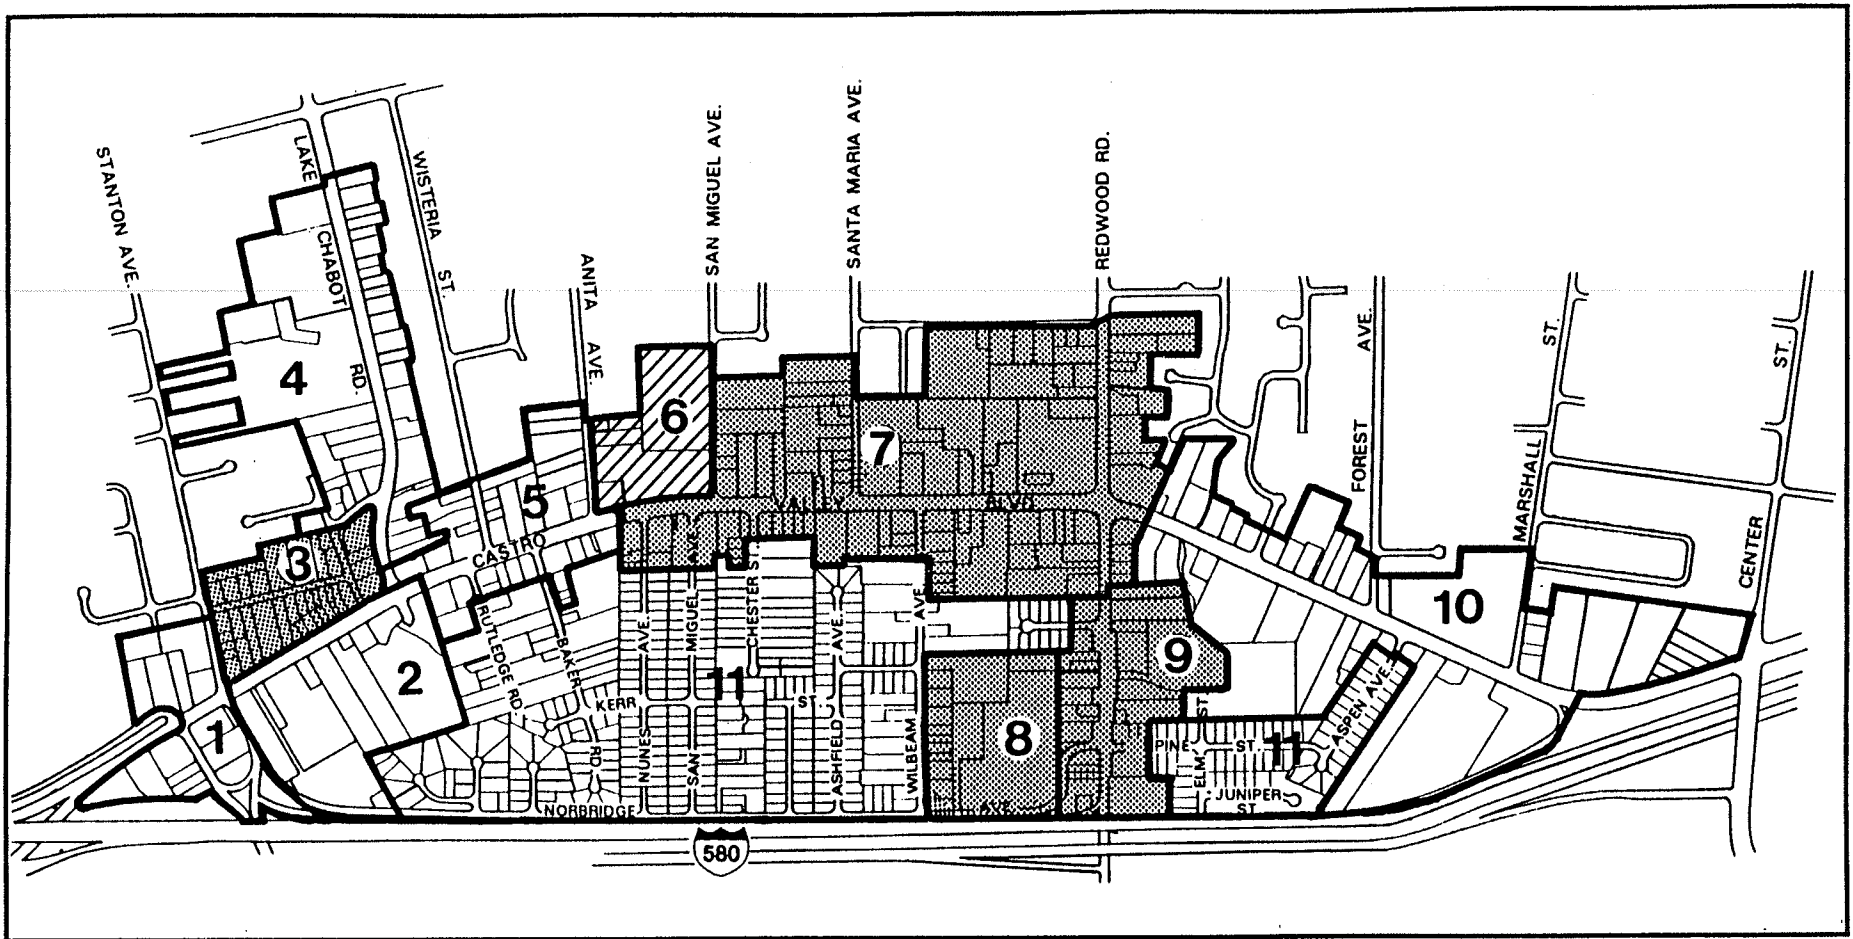 STANTON AVE.
LAKE
CHABOT
RD.
WISTERIA
ST.
ANITA
AVE.
SAN MIGUEL AVE.
SANTA MARIA AVE.
REDWOOD RD.
FOREST
AVE.
MARSHALL
ST.
CENTER
ST.
4
6
7
5
3
CASTRO
VALLEY
BLVD.
2
1
RUTLEDGE RD.
BAKER
RD.
KERR
ST.
NUNES
AVE.
SAN
MIGUEL
AVE.
CHESTER ST.
ASHFIELD
AVE.
WILBEAM
AVE.
11
8
9
10
PINE
ST.
11
ELM
ST.
ASPEN AVE.
JUNIPER
ST.
NORBRIDGE
AVE.
580